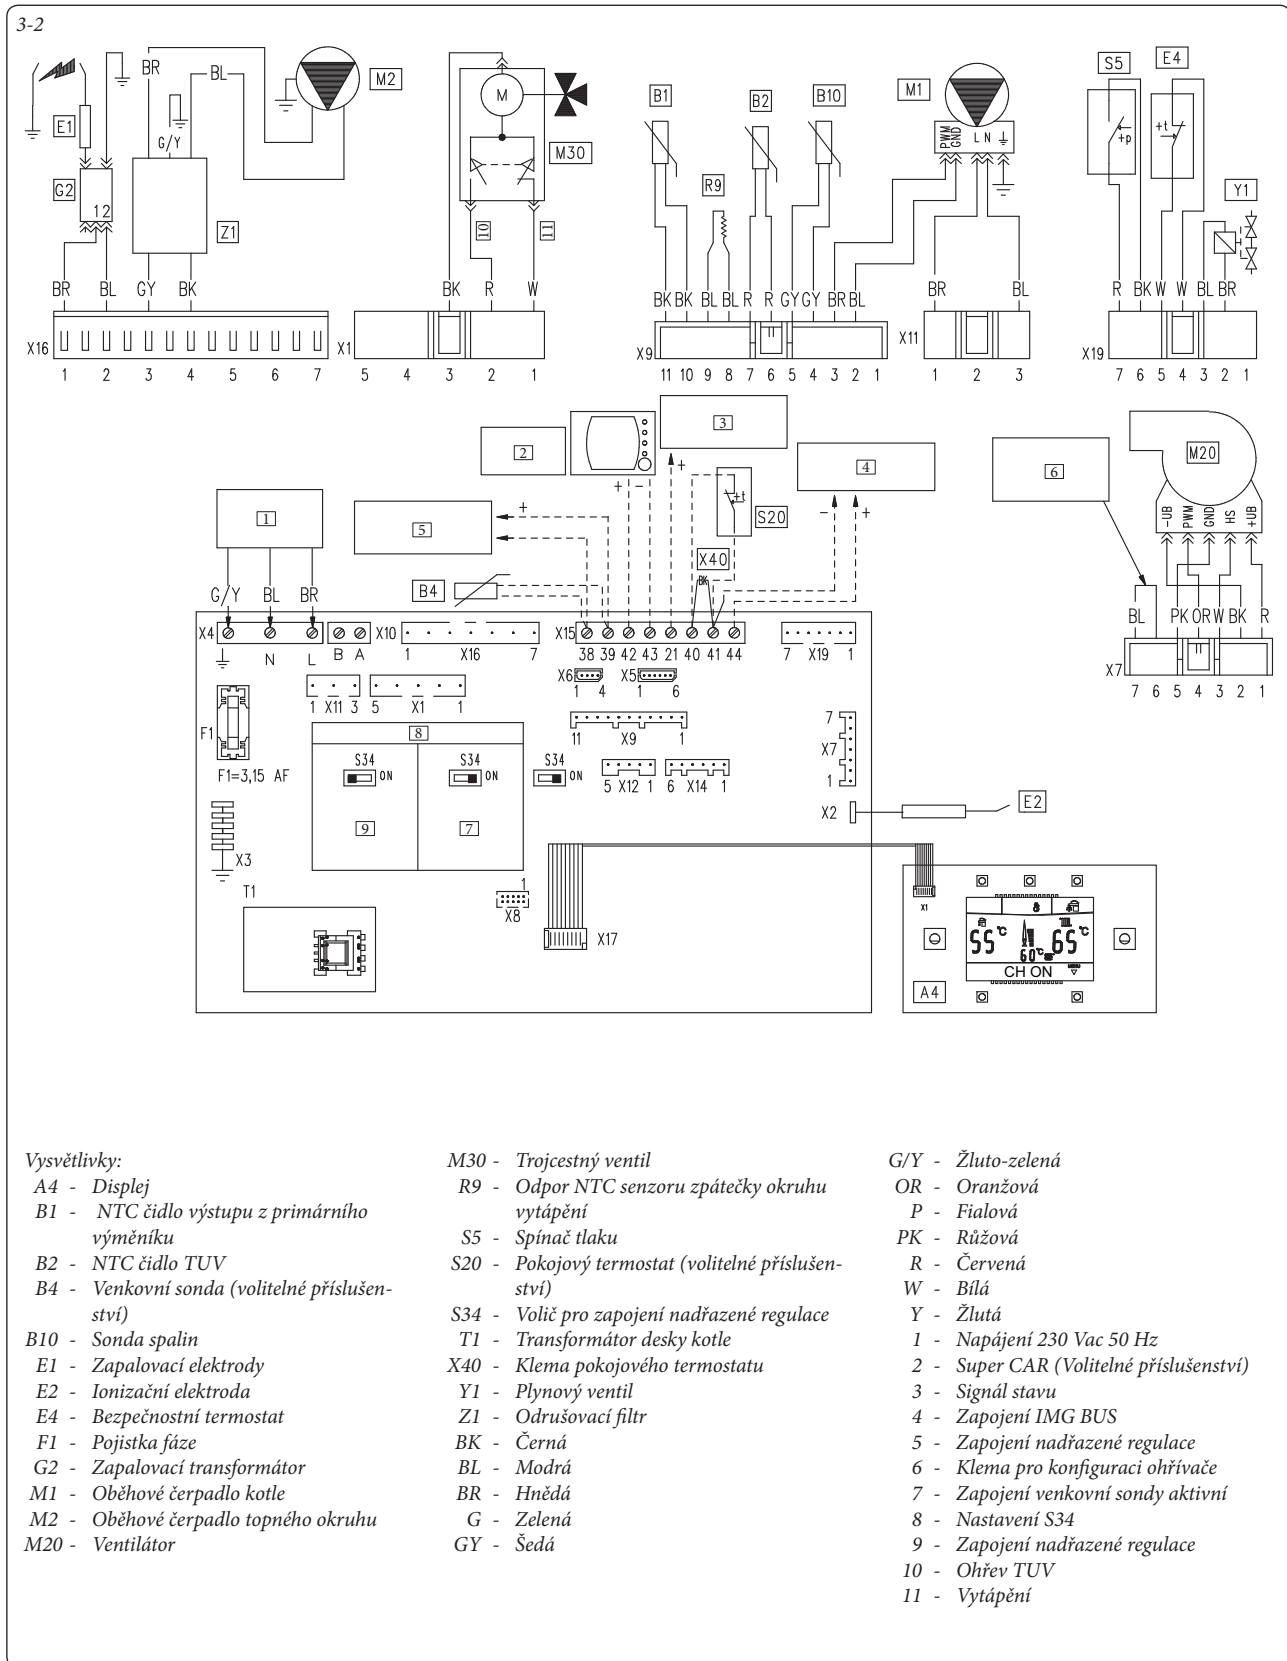 3-2
BR
BL
M2
E1
G/Y
G2
1 2
Z1
BR BL GY BK
X16
1 2 3 4 5 6 7
M
M30
10
11
BK R W
X1
5 4 3 2 1
B1
B2
B10
R9
BK BK BL BL R R GY GY BR BL
X9
11 10 9 8 7 6 5 4 3 2 1
M1
PWM
GND
L N
BR BL
X11
1 2 3
S5
E4
+p
+t
Y1
R BK W W BL BR
X19
7 6 5 4 3 2 1
1
2
3
4
5
6
+ -
+
+
- +
+t
S20
X40
BK
B4
M20
-UB
PWM
GND
HS
+UB
BL PK OR W BK R
X7
7 6 5 4 3 2 1
G/Y BL BR
X4
N L B A
X10
1 X16 7
X15
38 39 42 43 21 40 41 44
7 X19 1
X6
1 4
X5
1 6
1 X11 3
5 X1 1
11 X9 1
F1
F1=3,15 AF
8
S34
ON
S34
ON
S34
ON
9
7
5 X12 1
6 X14 1
7
X7
1
X2
E2
X3
T1
1
X8
X17
X1
55 °C
60 °C
65 °C
CH ON
MENU
A4
Vysvětlivky:
A4 - Displej
B1 - NTC čidlo výstupu z primárního
výměníku
B2 - NTC čidlo TUV
B4 - Venkovní sonda (volitelné příslušen-
ství)
B10 - Sonda spalin
E1 - Zapalovací elektrody
E2 - Ionizační elektroda
E4 - Bezpečnostní termostat
F1 - Pojistka fáze
G2 - Zapalovací transformátor
M1 - Oběhové čerpadlo kotle
M2 - Oběhové čerpadlo topného okruhu
M20 - Ventilátor
M30 - Trojcestný ventil
R9 - Odpor NTC senzoru zpátečky okruhu
vytápění
S5 - Spínač tlaku
S20 - Pokojový termostat (volitelné příslušen-
ství)
S34 - Volič pro zapojení nadřazené regulace
T1 - Transformátor desky kotle
X40 - Klema pokojového termostatu
Y1 - Plynový ventil
Z1 - Odrušovací filtr
BK - Černá
BL - Modrá
BR - Hnědá
G - Zelená
GY - Šedá
G/Y - Žluto-zelená
OR - Oranžová
P - Fialová
PK - Růžová
R - Červená
W - Bílá
Y - Žlutá
1 - Napájení 230 Vac 50 Hz
2 - Super CAR (Volitelné příslušenství)
3 - Signál stavu
4 - Zapojení IMG BUS
5 - Zapojení nadřazené regulace
6 - Klema pro konfiguraci ohřívače
7 - Zapojení venkovní sondy aktivní
8 - Nastavení S34
9 - Zapojení nadřazené regulace
10 - Ohřev TUV
11 - Vytápění